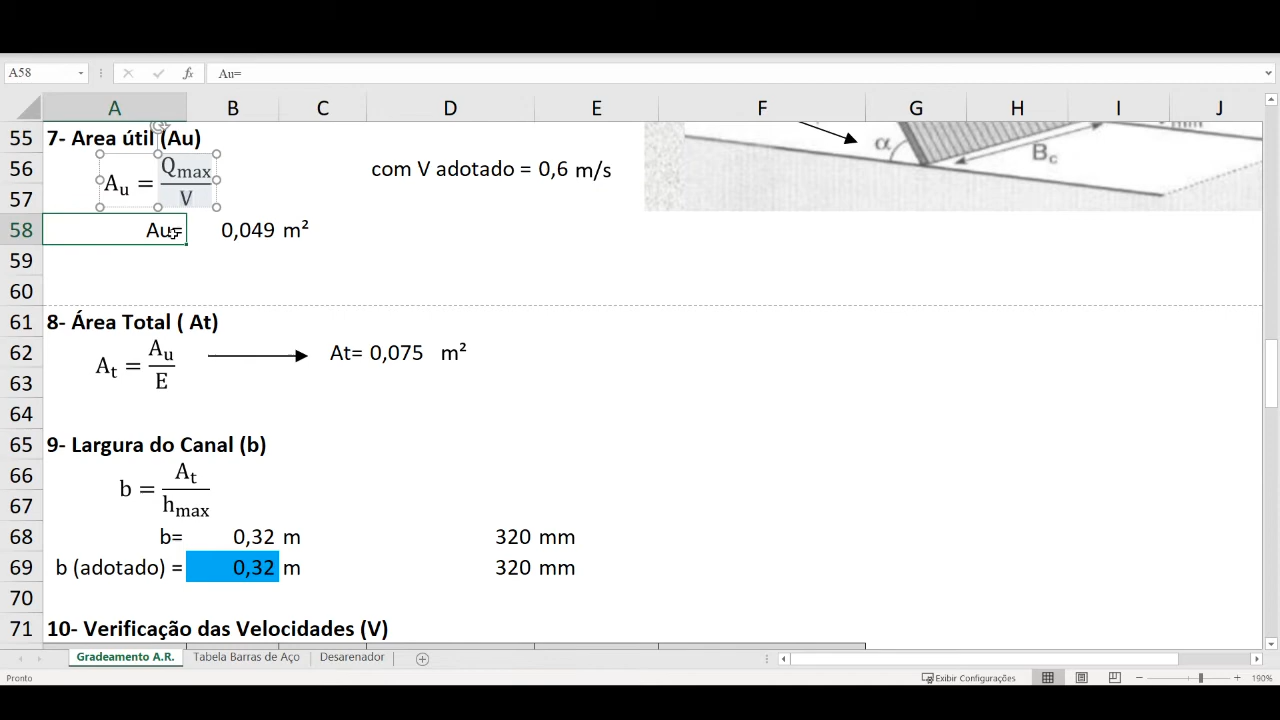 A58 fx Au=
A B C D E F G H I J
55 7- Area útil (Au)
56 Au = Qmax / V com V adotado = 0,6 m/s
57
α Bc
58 Au= 0,049 m²
59
60
61 8- Área Total ( At)
62 At = Au / E At= 0,075 m²
63
64
65 9- Largura do Canal (b)
66 b = At / hmax
67
68 b= 0,32 m 320 mm
69 b (adotado) = 0,32 m 320 mm
70
71 10- Verificação das Velocidades (V)
Gradeamento A.R. Tabela Barras de Aço Desarenador
Pronto Exibir Configurações 190%